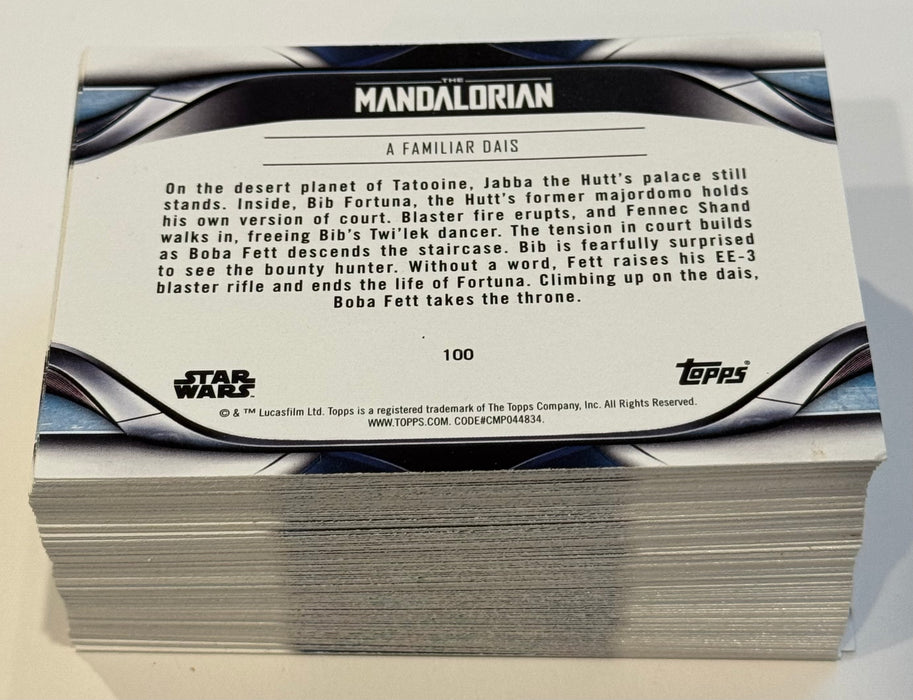 THE
MANDALORIAN
A FAMILIAR DAIS
On the desert planet of Tatooine, Jabba the Hutt's palace still
stands. Inside, Bib Fortuna, the Hutt's former majordomo holds
his own version of court. Blaster fire erupts, and Fennec Shand
walks in, freeing Bib's Twi'lek dancer. The tension in court builds
as Boba Fett descends the staircase. Bib is fearfully surprised
to see the bounty hunter. Without a word, Fett raises his EE-3
blaster rifle and ends the life of Fortuna. Climbing up on the dais,
Boba Fett takes the throne.
100
STAR
WARS
TOPPS®
© & ™ Lucasfilm Ltd. Topps is a registered trademark of The Topps Company, Inc. All Rights Reserved.
WWW.TOPPS.COM. CODE#CMP044834.